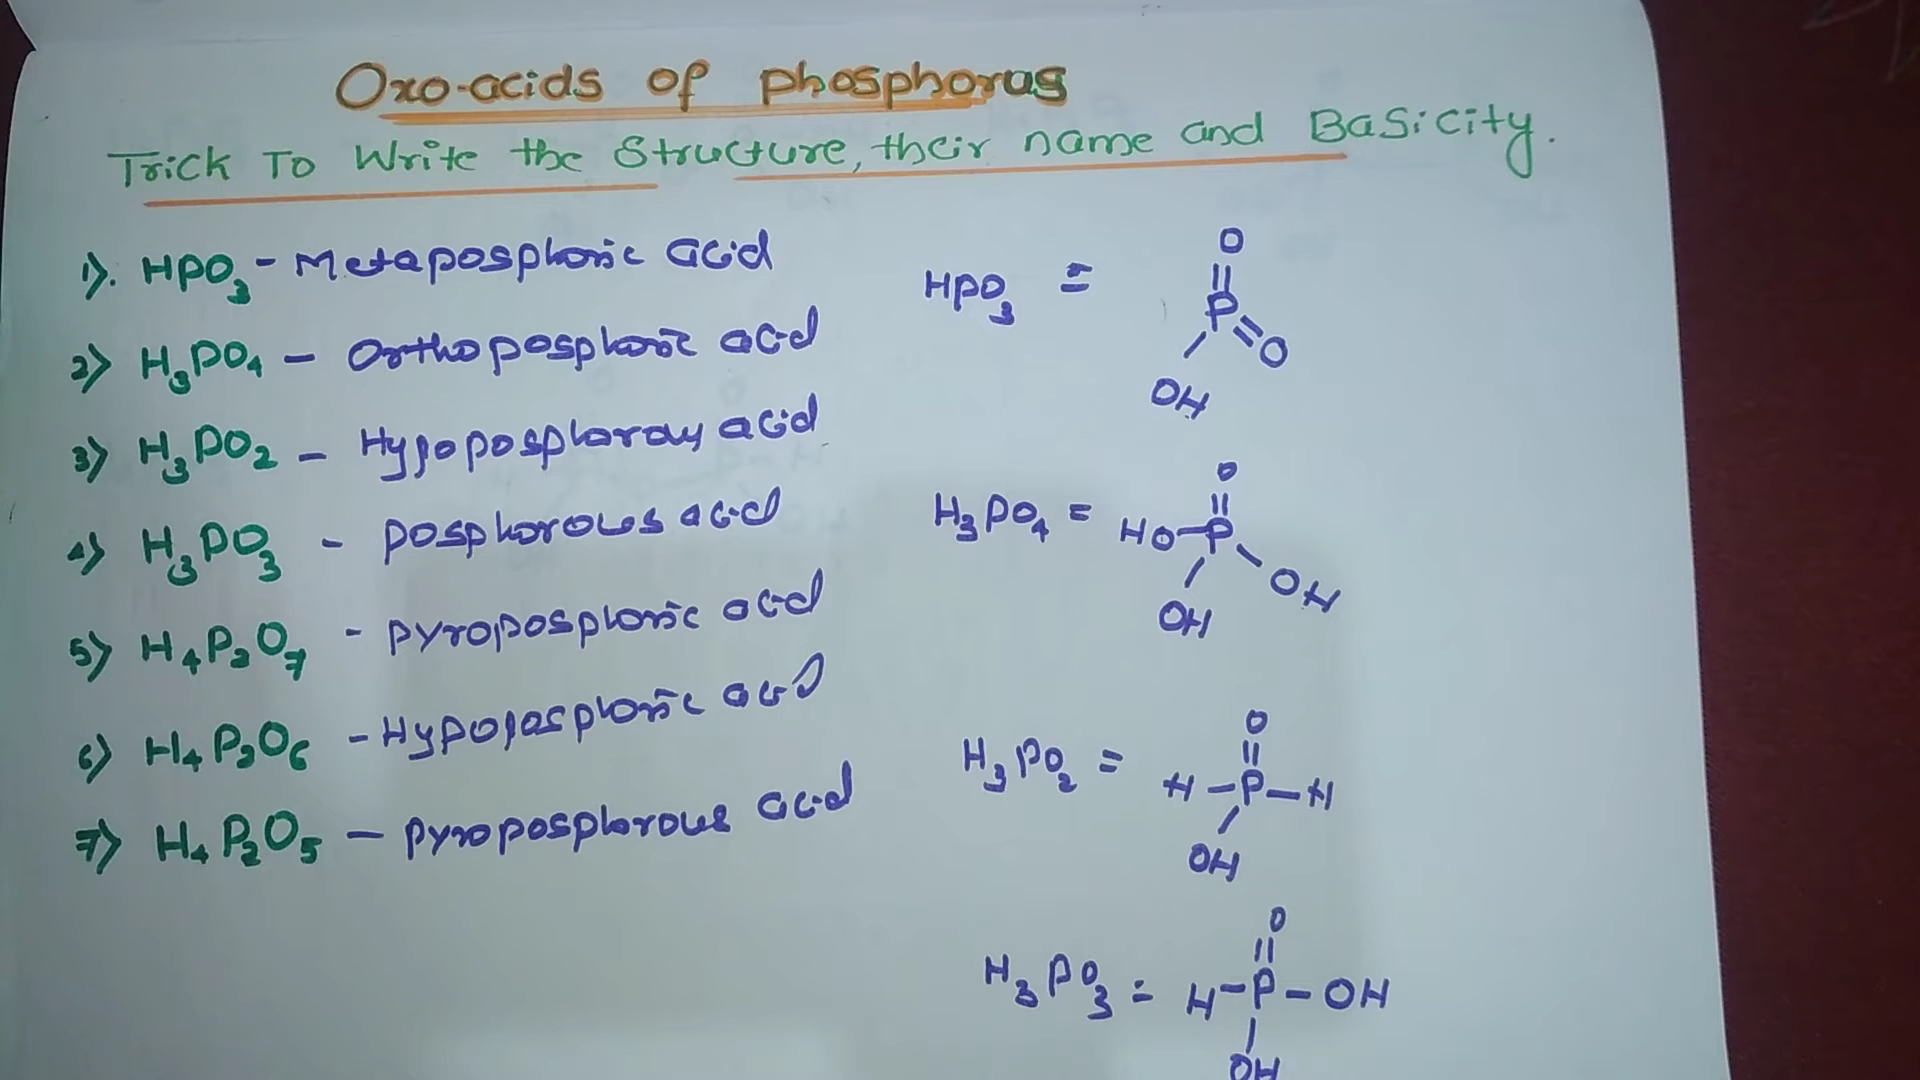 Oxo-acids of phosphorus
Trick To Write the Structure, their name and Basicity.
1). HPO3 - Metaposphoric acid
2) H3PO4 - Orthoposphoric acid
3) H3PO2 - Hypoposphorous acid
4) H3PO3 - posphorous acid
5) H4P2O7 - pyroposphoric acid
6) H4P2O6 - Hypoposphoric acid
7) H4P2O5 - pyroposphorous acid
HPO3 =
O
P
O
OH
H3PO4 =
O
HO-P
OH
OH
H3PO2 =
O
H-P-H
OH
H3PO3 =
O
H-P-OH
OH